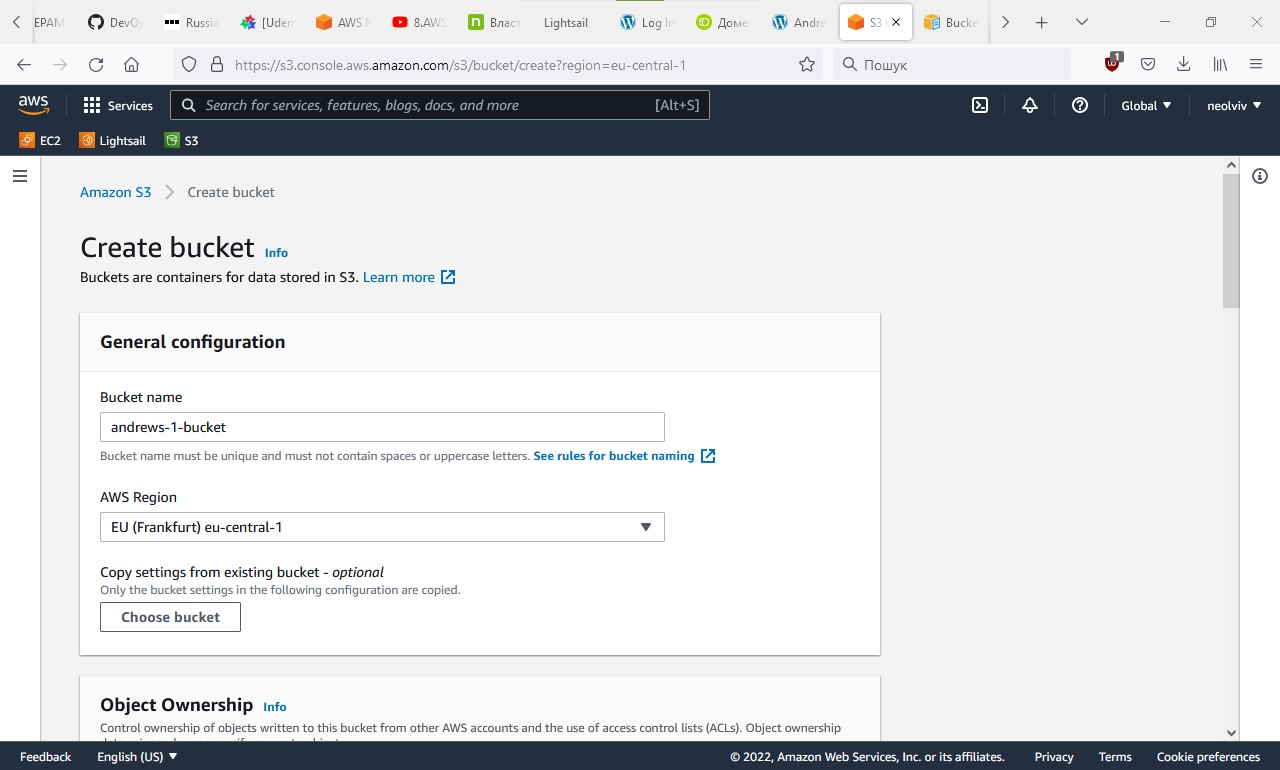 EPAM DevO Russia [Uden AWS 8.AWS Власт Lightsail Log In Доме Andre S3 Bucke
https://s3.console.aws.amazon.com/s3/bucket/create?region=eu-central-1 Пошук 1
aws Services Search for services, features, blogs, docs, and more [Alt+S] Global neolviv
EC2 Lightsail S3
Amazon S3 Create bucket
Create bucket Info
Buckets are containers for data stored in S3. Learn more
General configuration
Bucket name
andrews-1-bucket
Bucket name must be unique and must not contain spaces or uppercase letters. See rules for bucket naming
AWS Region
EU (Frankfurt) eu-central-1
Copy settings from existing bucket - optional
Only the bucket settings in the following configuration are copied.
Choose bucket
Object Ownership Info
Control ownership of objects written to this bucket from other AWS accounts and the use of access control lists (ACLs). Object ownership
Feedback English (US) © 2022, Amazon Web Services, Inc. or its affiliates. Privacy Terms Cookie preferences